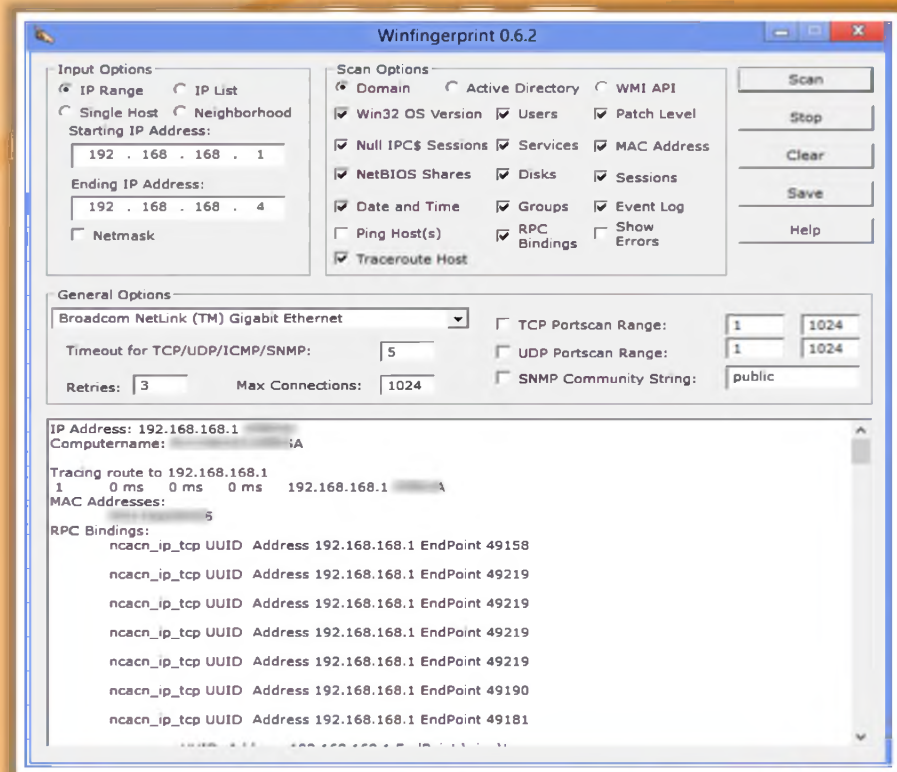 Winfingerprint 0.6.2
Input Options
IP Range IP List
Single Host Neighborhood
Starting IP Address:
192 . 168 . 168 . 1
Ending IP Address:
192 . 168 . 168 . 4
Netmask
Scan Options
Domain Active Directory WMI API
Win32 OS Version Users Patch Level
Null IPC$ Sessions Services MAC Address
NetBIOS Shares Disks Sessions
Date and Time Groups Event Log
Ping Host(s) RPC Bindings Show Errors
Traceroute Host
Scan
Stop
Clear
Save
Help
General Options
Broadcom NetLink (TM) Gigabit Ethernet
Timeout for TCP/UDP/ICMP/SNMP: 5
Retries: 3 Max Connections: 1024
TCP Portscan Range: 1 1024
UDP Portscan Range: 1 1024
SNMP Community String: public
IP Address: 192.168.168.1
Computername:
Tracing route to 192.168.168.1
1 0 ms 0 ms 0 ms 192.168.168.1
MAC Addresses:
RPC Bindings:
ncacn_ip_tcp UUID Address 192.168.168.1 EndPoint 49158
ncacn_ip_tcp UUID Address 192.168.168.1 EndPoint 49219
ncacn_ip_tcp UUID Address 192.168.168.1 EndPoint 49219
ncacn_ip_tcp UUID Address 192.168.168.1 EndPoint 49219
ncacn_ip_tcp UUID Address 192.168.168.1 EndPoint 49219
ncacn_ip_tcp UUID Address 192.168.168.1 EndPoint 49190
ncacn_ip_tcp UUID Address 192.168.168.1 EndPoint 49181